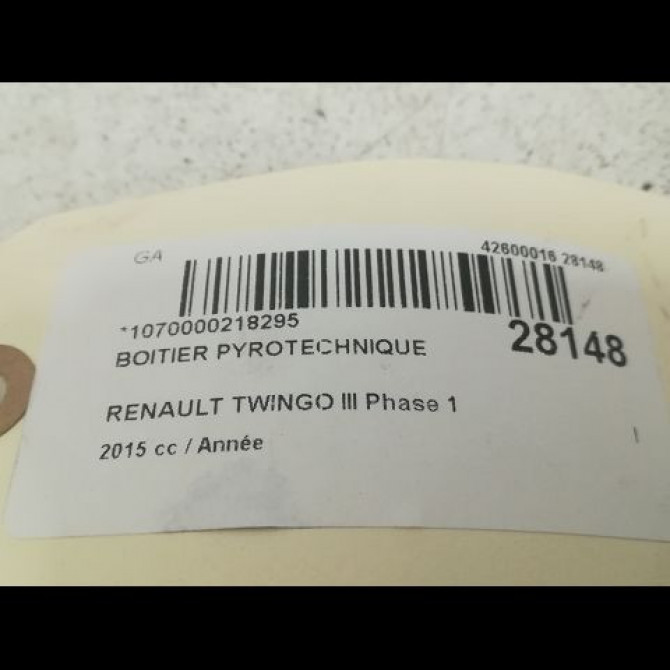 GA
42600016 28148
*1070000218295
28148
BOITIER PYROTECHNIQUE
RENAULT TWINGO III Phase 1
2015 cc / Année